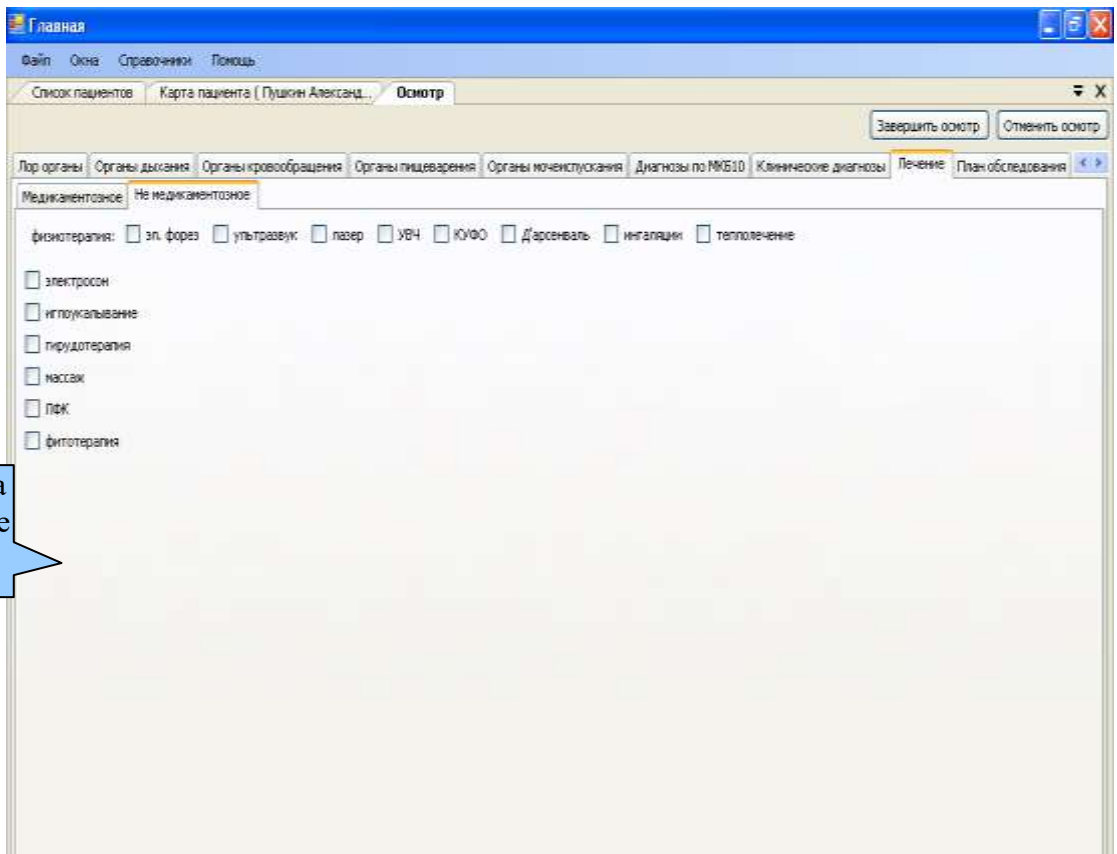 Главная
Файл Окна Справочники Помощь
Список пациентов Карта пациента ( Пушкин Александ... Осмотр
Завершить осмотр Отменить осмотр
Лор органы Органы дыхания Органы кровообращения Органы пищеварения Органы мочеиспускания Диагнозы по МКБ10 Клинические диагнозы Лечение План обследования
Медикаментозное Не медикаментозное
физиотерапия: эл. форез ультразвук лазер УВЧ КУФО Д'арсенваль ингаляции теплолечение
электросон
иглоукалывание
гирудотерапия
массаж
ЛФК
фитотерапия
а
е